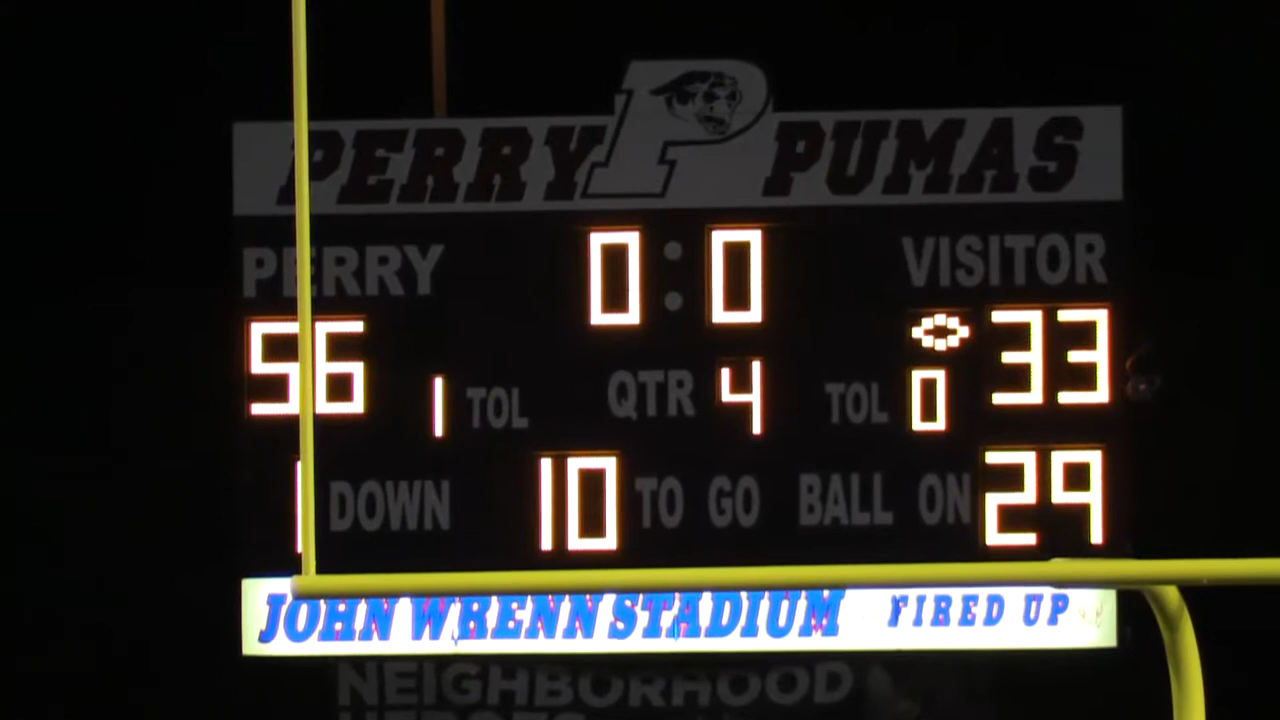 PERRY P PUMAS
PERRY 0:0 VISITOR
56 1 TOL QTR 4 TOL 0 33
1 DOWN 10 TO GO BALL ON 29
JOHN WRENN STADIUM FIRED UP
NEIGHBORHOOD
HEROES